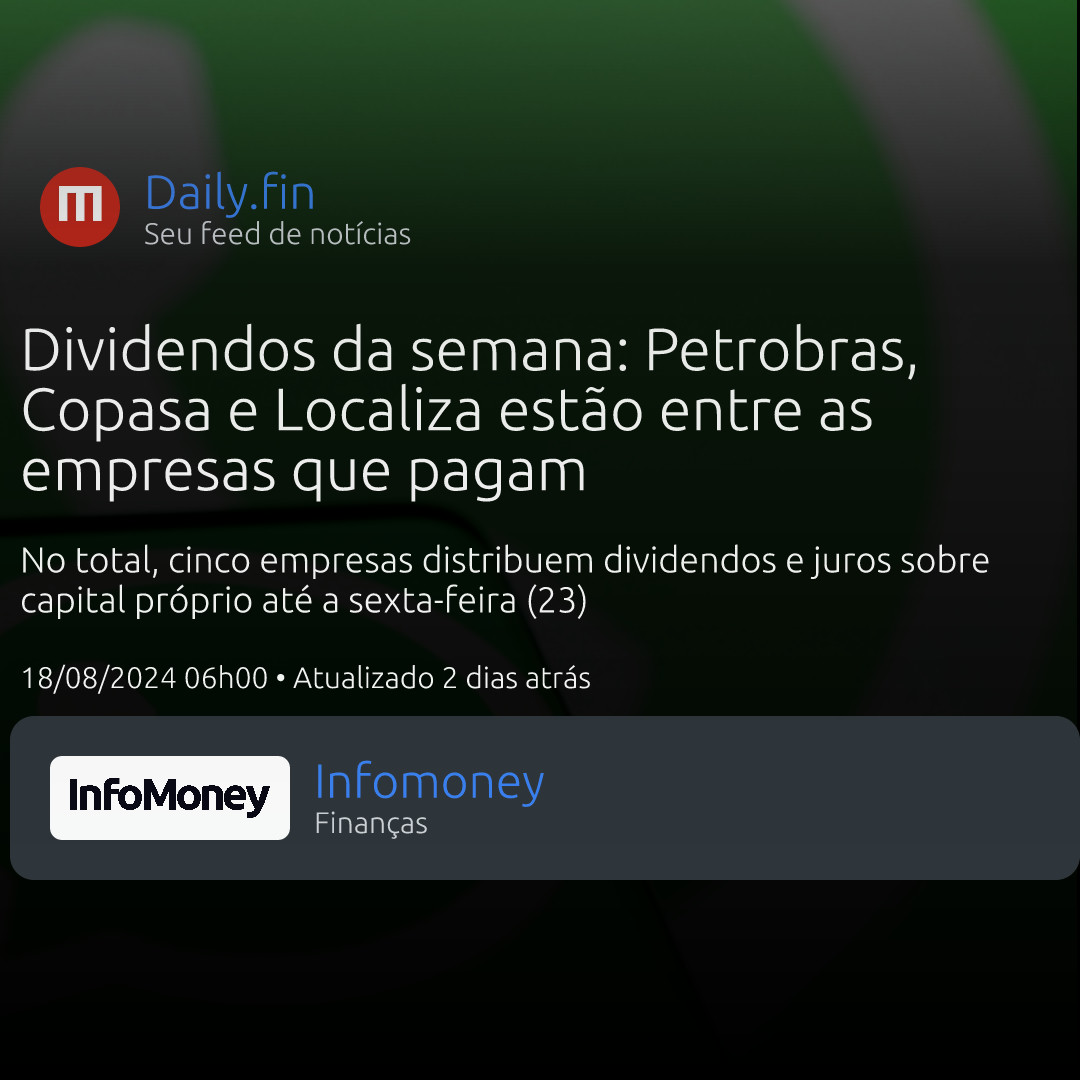 m
Daily.fin
Seu feed de notícias
Dividendos da semana: Petrobras,
Copasa e Localiza estão entre as
empresas que pagam
No total, cinco empresas distribuem dividendos e juros sobre
capital próprio até a sexta-feira (23)
18/08/2024 06h00 • Atualizado 2 dias atrás
InfoMoney
Infomoney
Finanças